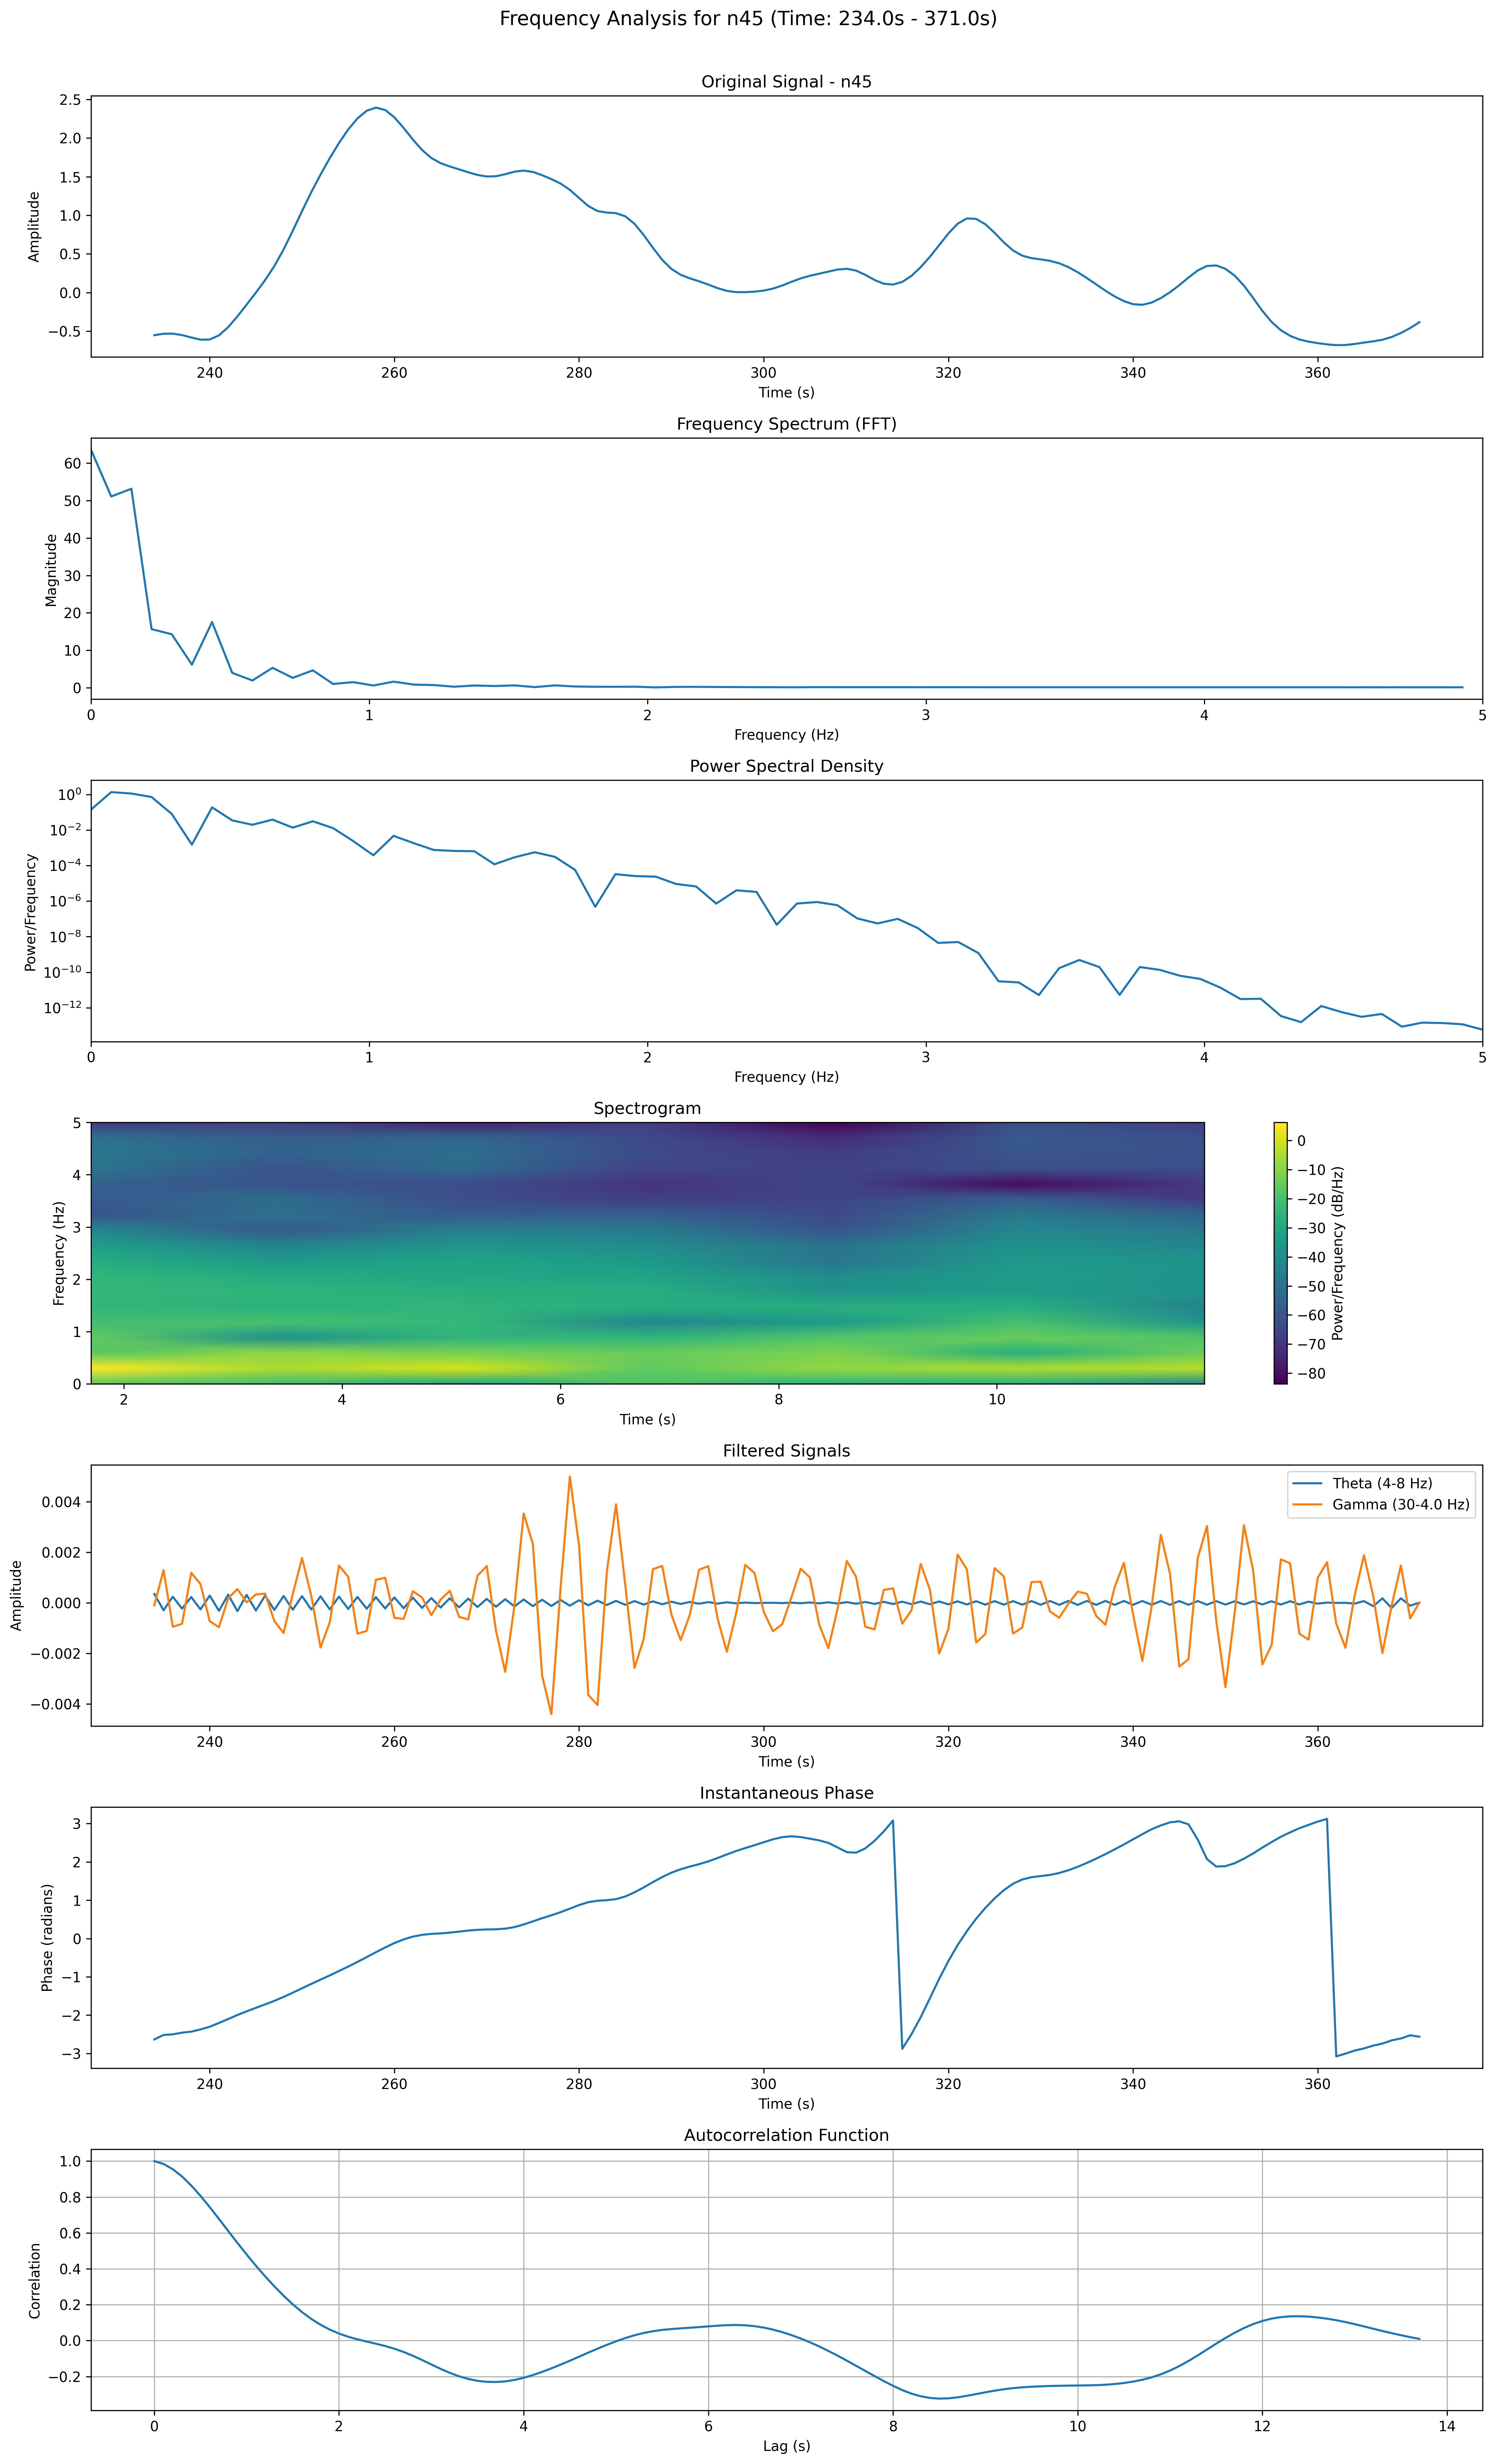 Frequency Analysis for n45 (Time: 234.0s - 371.0s)
Original Signal - n45
2.5
2.0
1.5
1.0
0.5
0.0
−0.5
Amplitude
240 260 280 300 320 340 360
Time (s)
Frequency Spectrum (FFT)
60
50
40
30
20
10
0
Magnitude
0 1 2 3 4 5
Frequency (Hz)
Power Spectral Density
10⁰
10⁻²
10⁻⁴
10⁻⁶
10⁻⁸
10⁻¹⁰
10⁻¹²
Power/Frequency
0 1 2 3 4 5
Frequency (Hz)
Spectrogram
5
4
3
2
1
0
Frequency (Hz)
2 4 6 8 10
Time (s)
0
−10
−20
−30
−40
−50
−60
−70
−80
Power/Frequency (dB/Hz)
Filtered Signals
Theta (4-8 Hz)
Gamma (30-4.0 Hz)
0.004
0.002
0.000
−0.002
−0.004
Amplitude
240 260 280 300 320 340 360
Time (s)
Instantaneous Phase
3
2
1
0
−1
−2
−3
Phase (radians)
240 260 280 300 320 340 360
Time (s)
Autocorrelation Function
1.0
0.8
0.6
0.4
0.2
0.0
−0.2
Correlation
0 2 4 6 8 10 12 14
Lag (s)